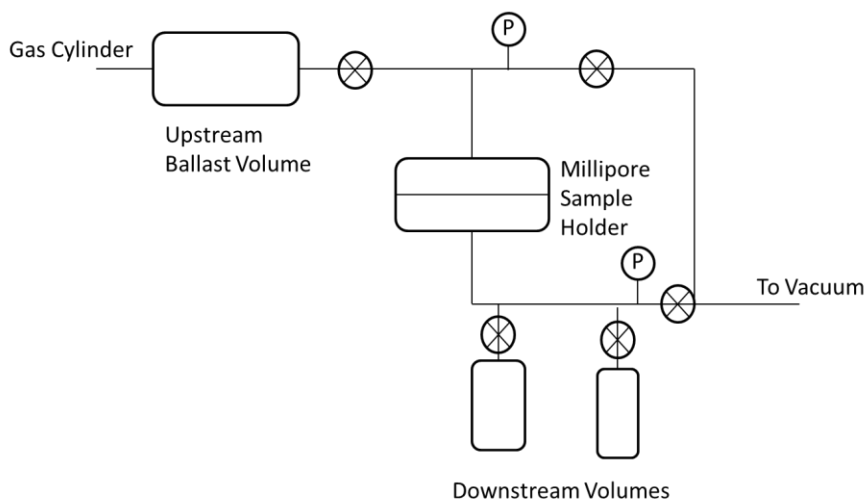 P
Gas Cylinder
Upstream
Ballast Volume
Millipore
Sample
Holder
P
To Vacuum
Downstream Volumes